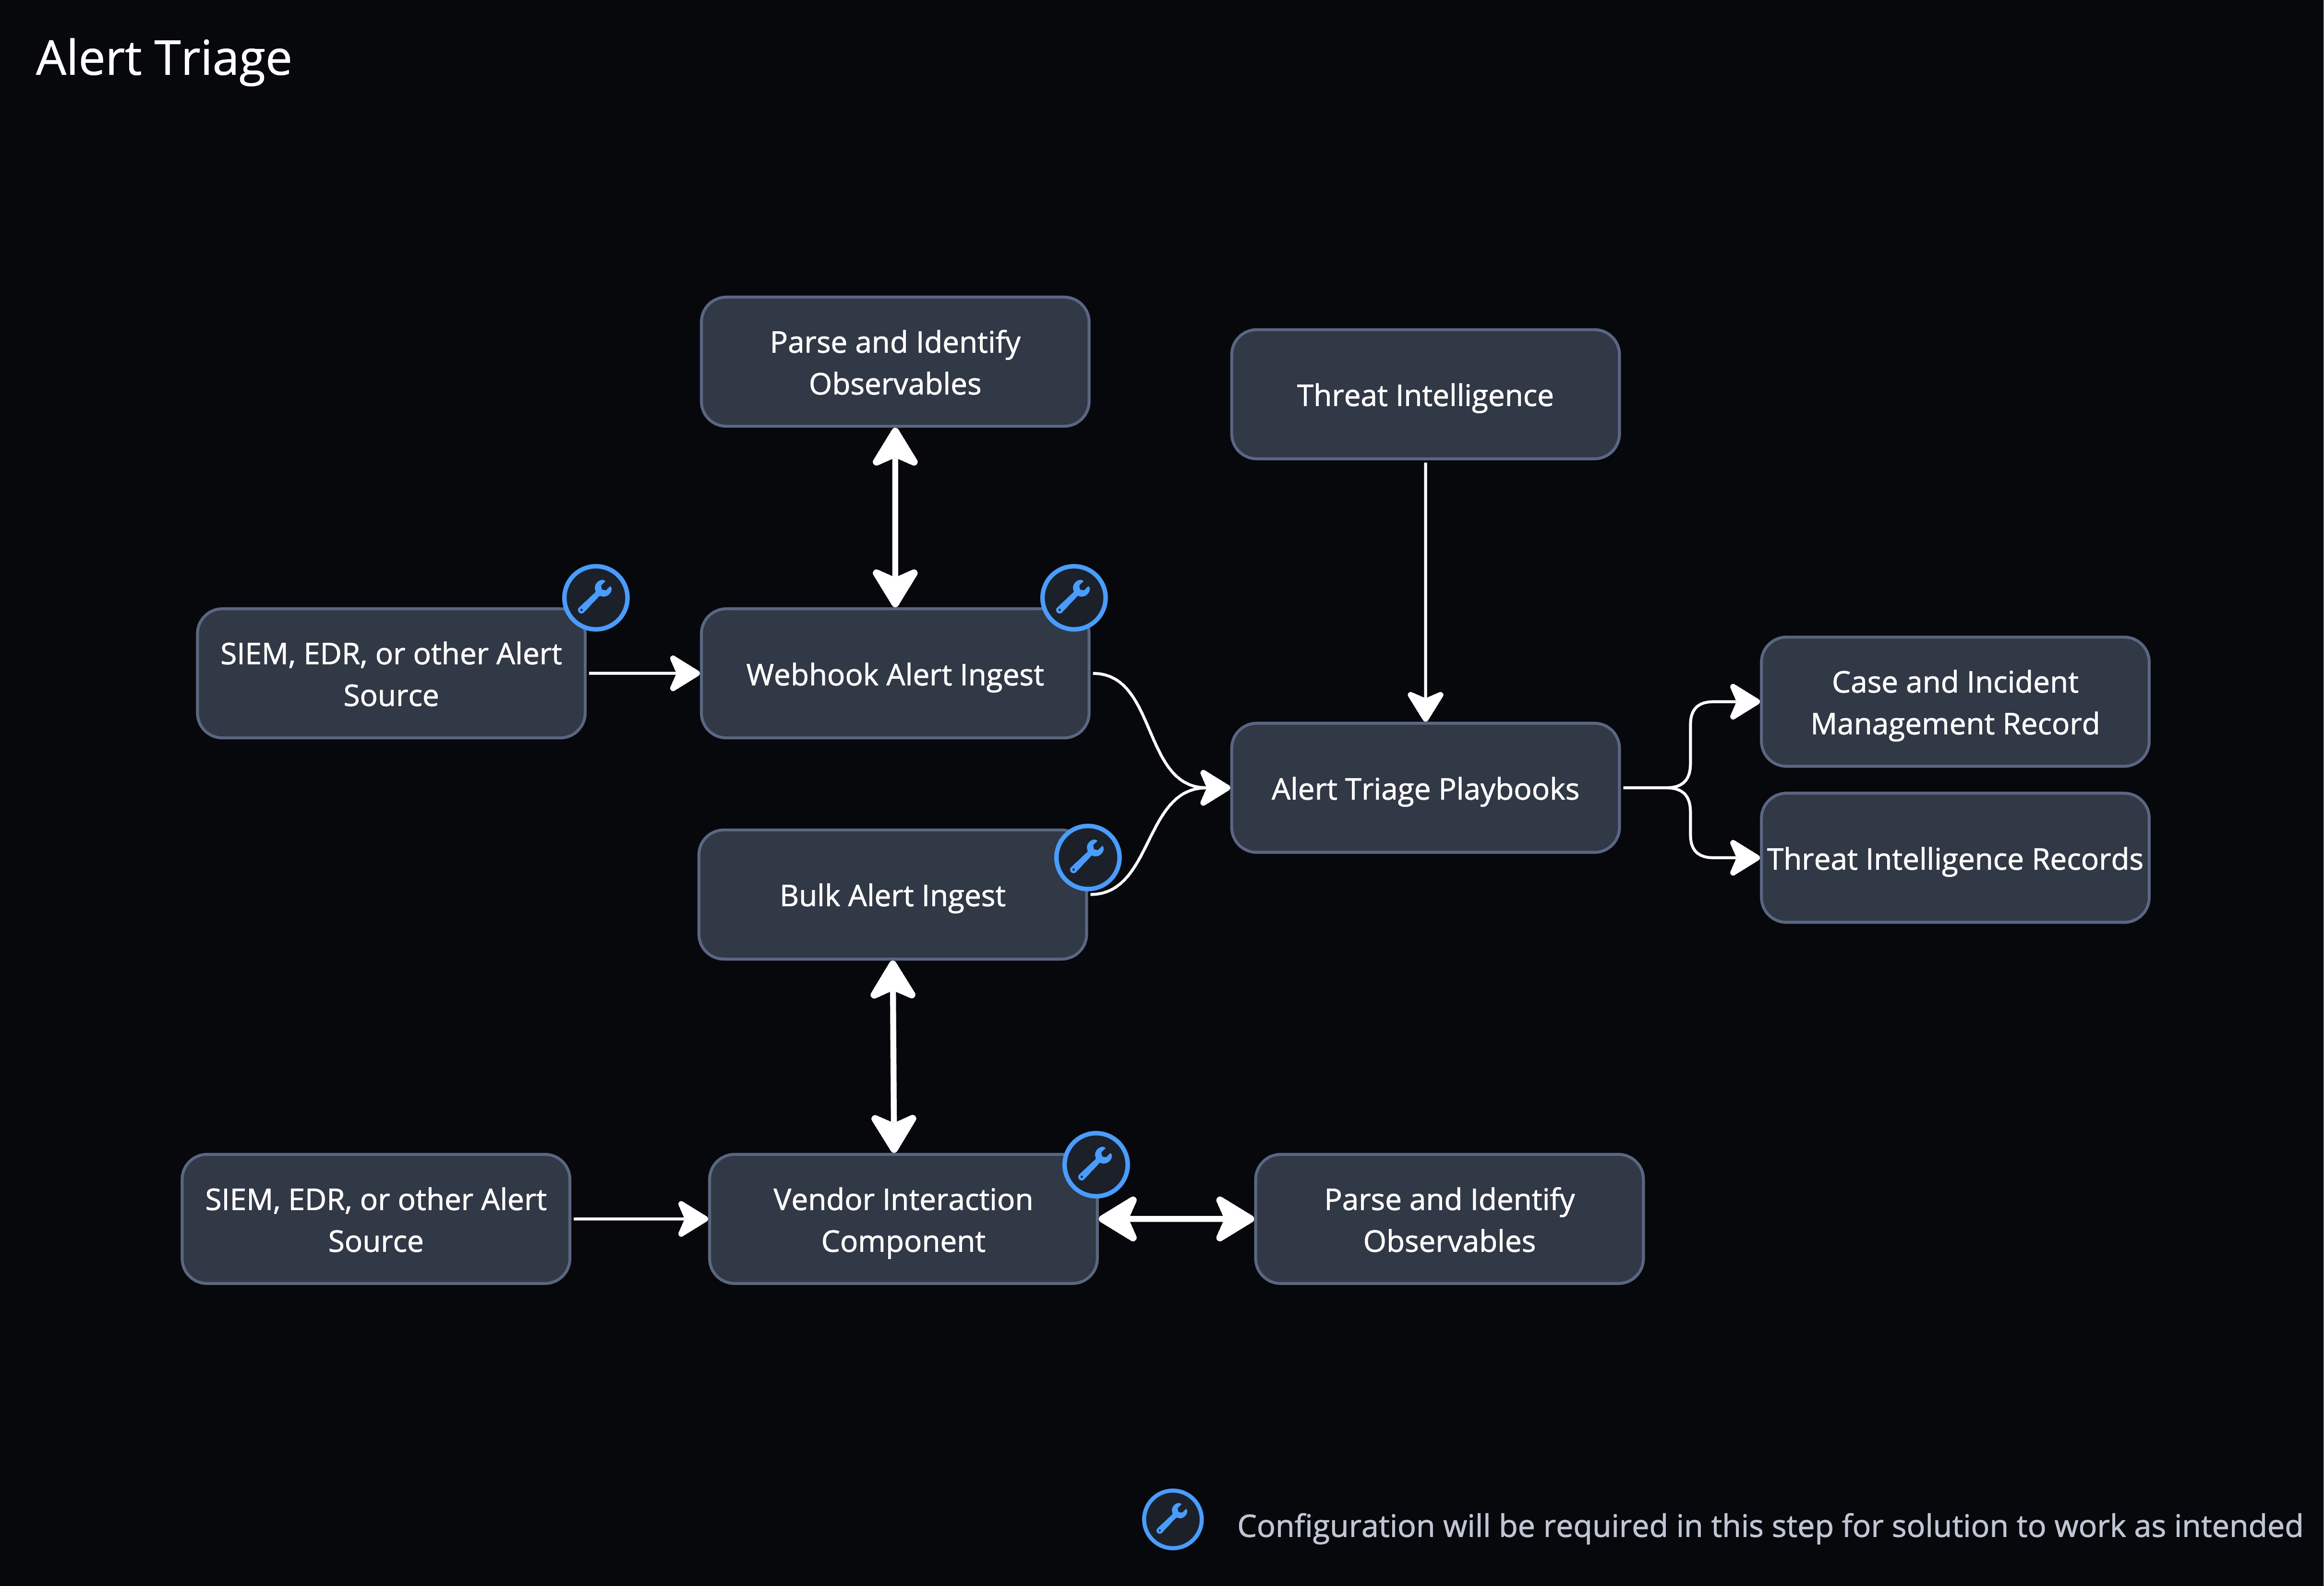 Alert Triage
Parse and Identify
Observables
Threat Intelligence
SIEM, EDR, or other Alert
Source
Webhook Alert Ingest
Case and Incident
Management Record
Alert Triage Playbooks
Threat Intelligence Records
Bulk Alert Ingest
SIEM, EDR, or other Alert
Source
Vendor Interaction
Component
Parse and Identify
Observables
Configuration will be required in this step for solution to work as intended